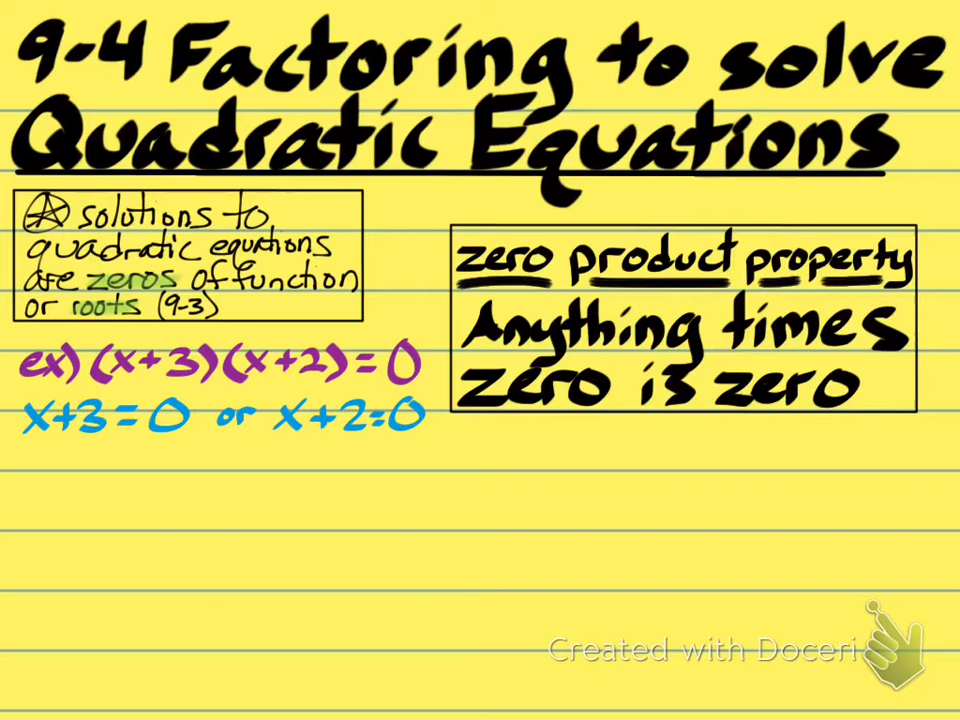 9-4 Factoring to solve
Quadratic Equations
solutions to
quadratic equations
are zeros of function
or roots (9-3)
ex) (x+3)(x+2)=0
x+3=0 or x+2=0
zero product property
Anything times
zero is zero
Created with Doceri